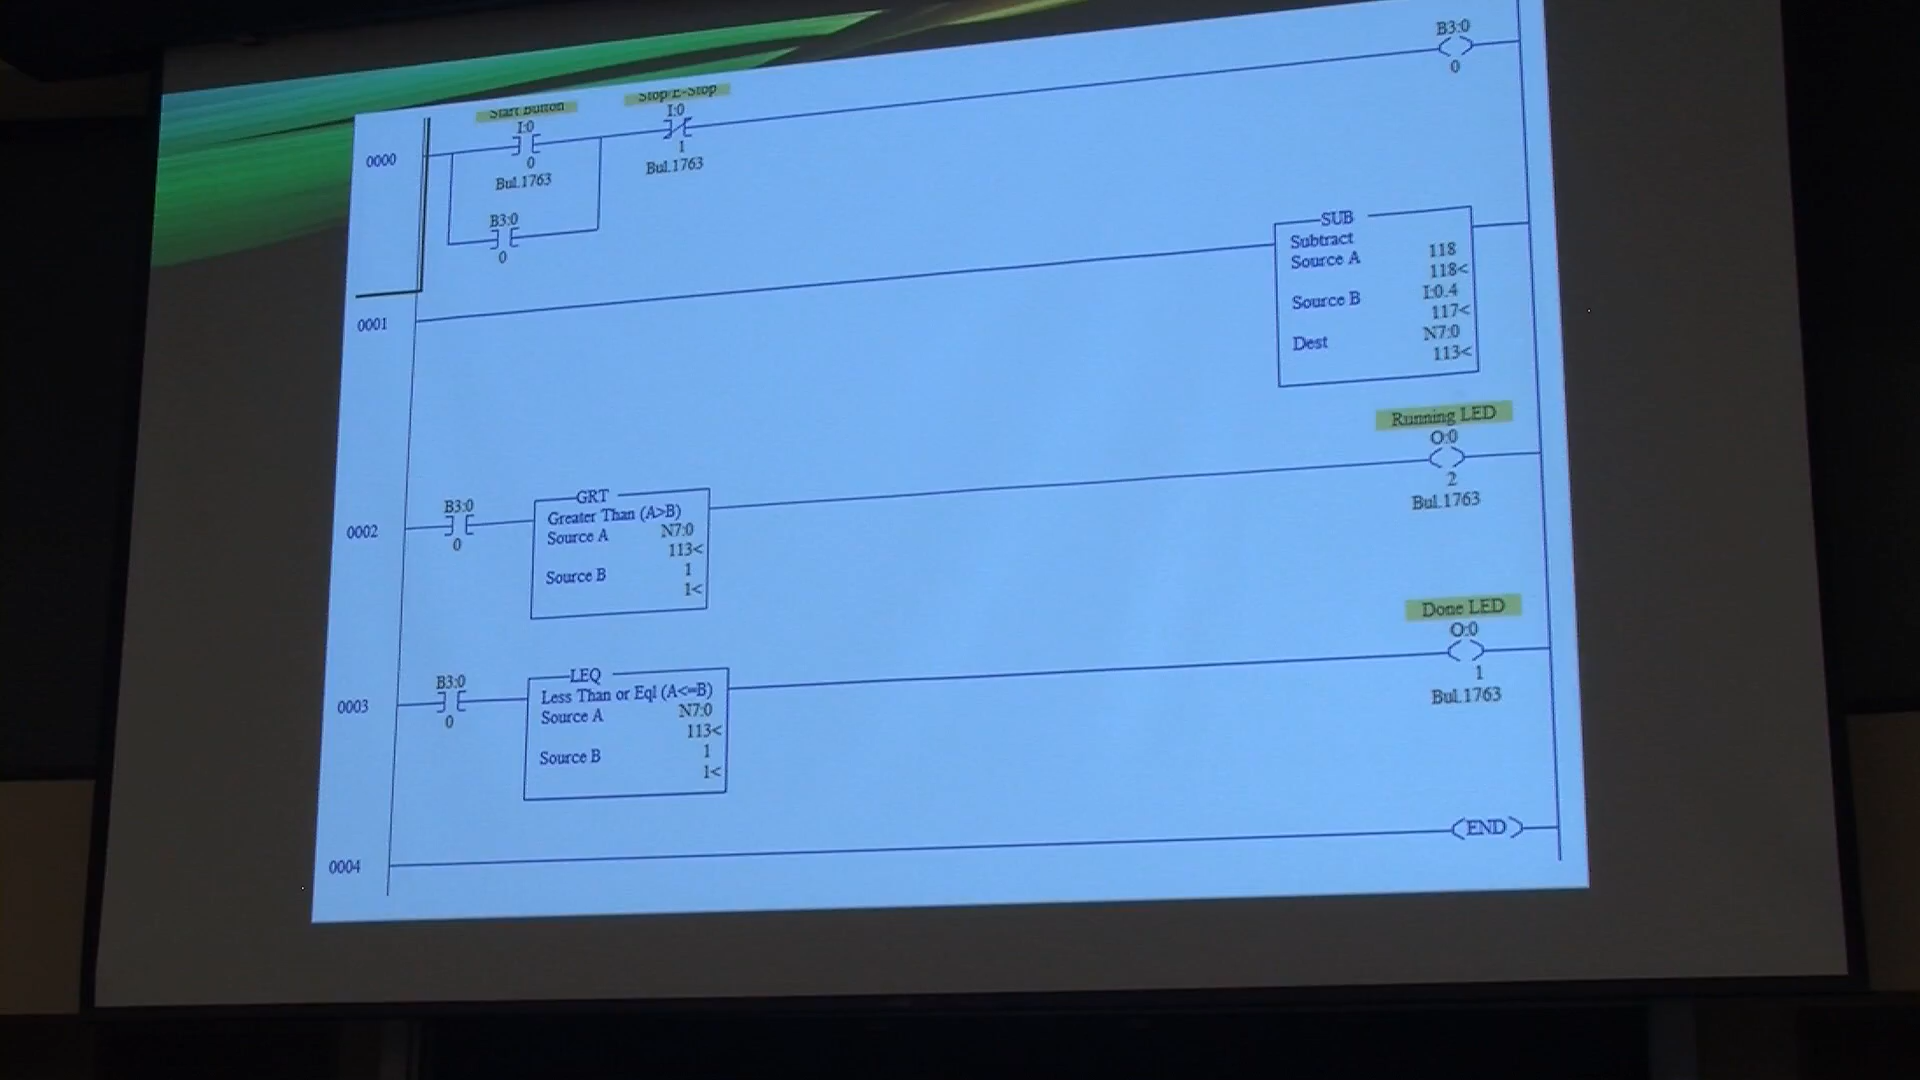 B3:0
0
Start Button
I:0
0
Bul.1763
Stop E-Stop
I:0
1
Bul.1763
0000
B3:0
0
0001
SUB
Subtract
Source A 118
118<
Source B I:0.4
117<
Dest N7:0
113<
Running LED
O:0
2
Bul.1763
0002
B3:0
0
GRT
Greater Than (A>B)
Source A N7:0
113<
Source B 1
1<
Done LED
O:0
1
Bul.1763
0003
B3:0
0
LEQ
Less Than or Eql (A<=B)
Source A N7:0
113<
Source B 1
1<
0004
END